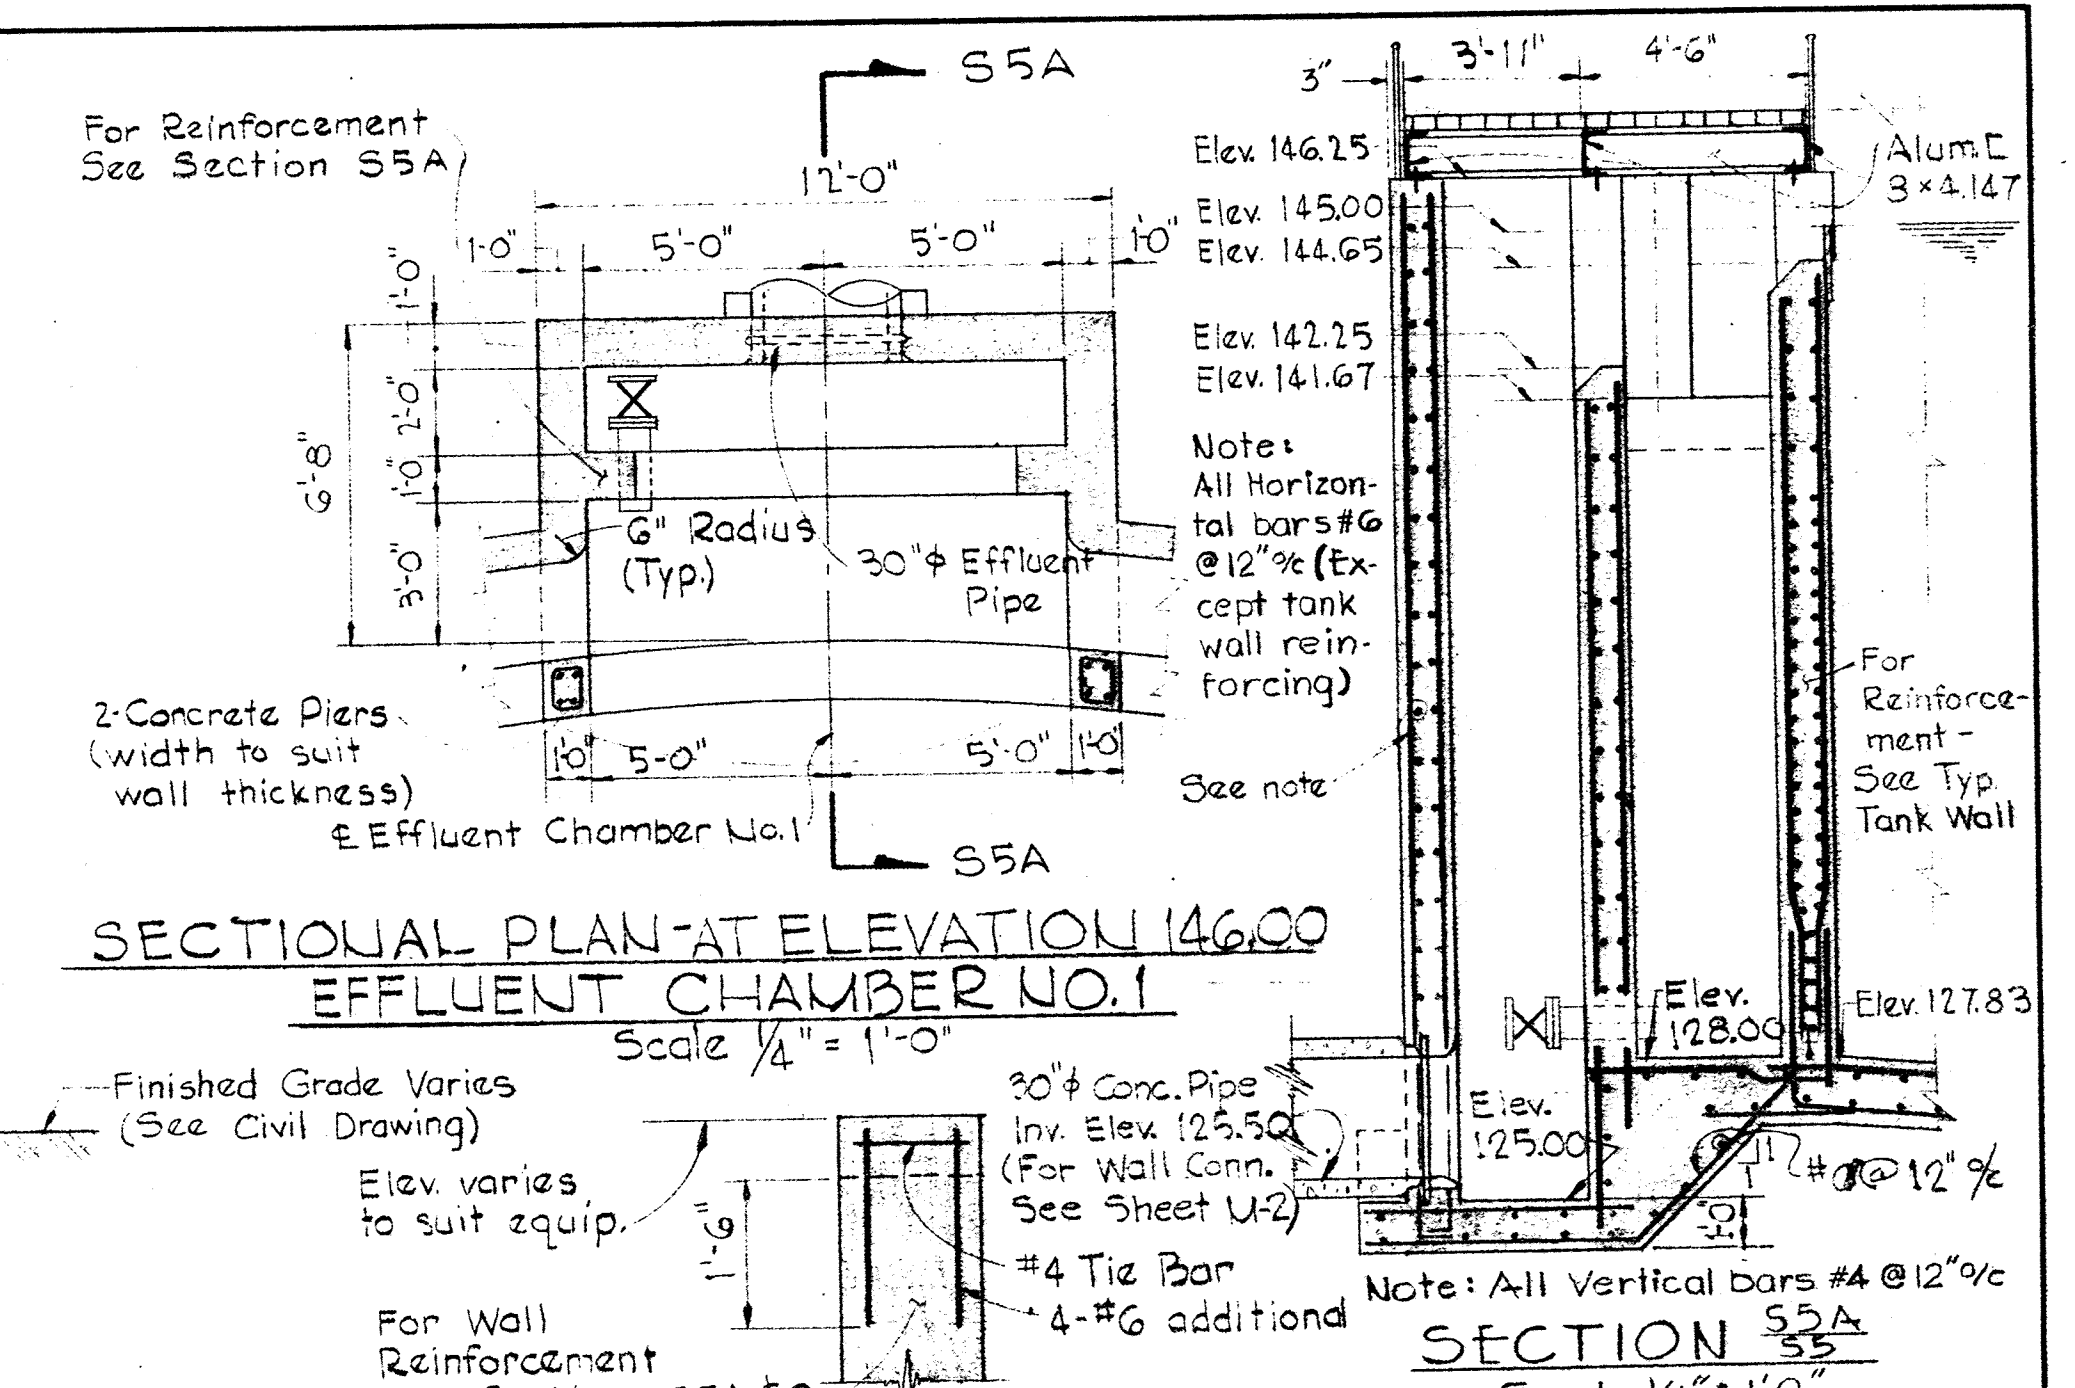 S5A
For Reinforcement
See Section S5A
12'-0"
1-0"
5'-0"
5'-0"
1'-0"
1'-0"
2'-0"
1'-0"
3'-0"
6'-8"
6" Radius
(Typ.)
30"ϕ Effluent
Pipe
2-Concrete Piers
(width to suit
wall thickness)
1'-0"
5-0"
5'-0"
1'-0"
℄ Effluent Chamber No.1
S5A
SECTIONAL PLAN-AT ELEVATION 146.00
EFFLUENT CHAMBER NO.1
Scale 1/4" = 1'-0"
3"
3'-11"
4'-6"
Elev. 146.25
Elev. 145.00
Elev. 144.65
Elev. 142.25
Elev. 141.67
Alum. [
3 x 4.147
Note:
All Horizon-
tal bars #6
@ 12" o/c (Ex-
cept tank
wall rein-
forcing)
See note
For
Reinforce-
ment -
See Typ.
Tank Wall
Elev.
128.00
Elev. 127.83
Elev.
125.00
# @ 12" o/c
1'-0"
Note: All Vertical bars #4 @ 12" o/c
SECTION S5A
S5
Finished Grade Varies
(See Civil Drawing)
Elev. varies
to suit equip.
1'-6"
30"ϕ Conc. Pipe
Inv. Elev. 125.50
(For Wall Conn.
See Sheet M-2)
#4 Tie Bar
4-#6 additional
For Wall
Reinforcement